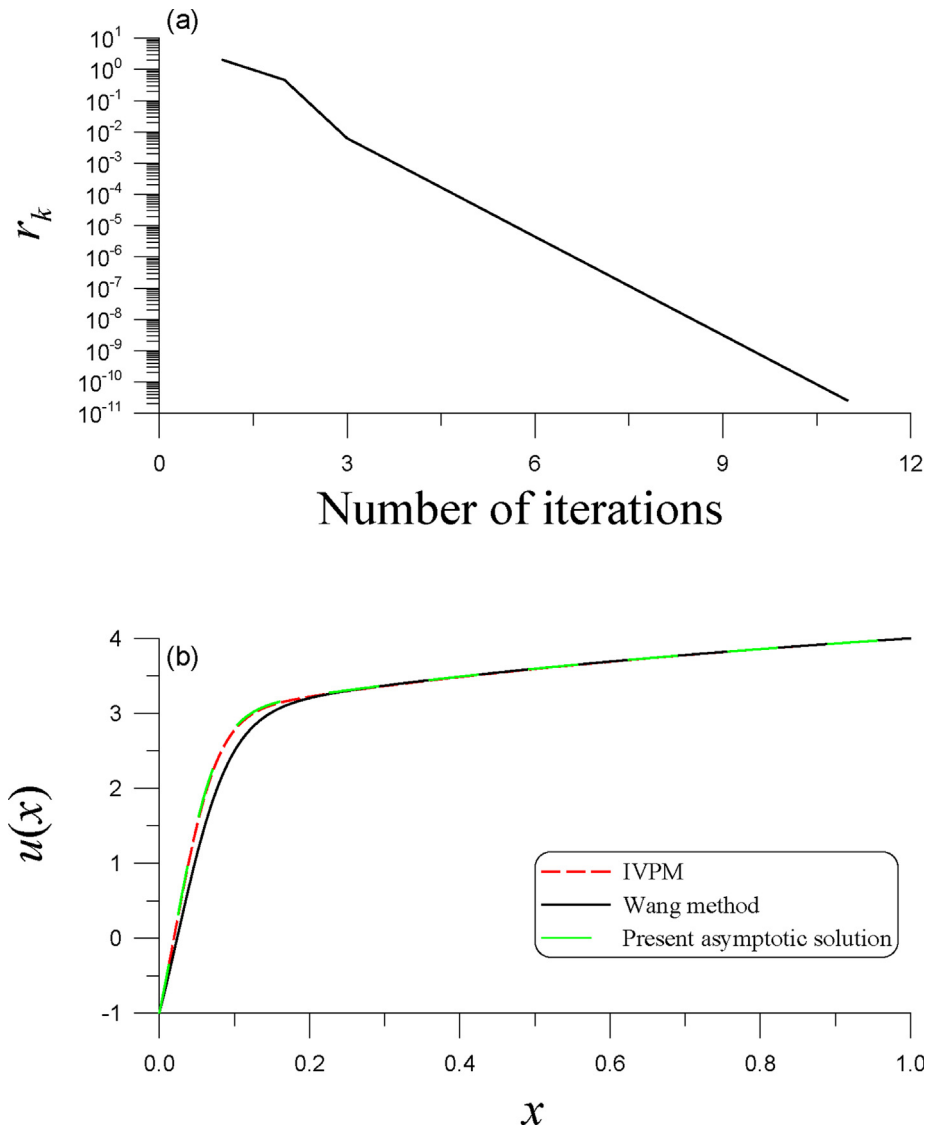 (a)
10^1
10^0
10^-1
10^-2
10^-3
10^-4
10^-5
10^-6
10^-7
10^-8
10^-9
10^-10
10^-11
r_k
0 3 6 9 12
Number of iterations
(b)
4
3
2
1
0
-1
u(x)
IVPM
Wang method
Present asymptotic solution
0.0 0.2 0.4 0.6 0.8 1.0
x